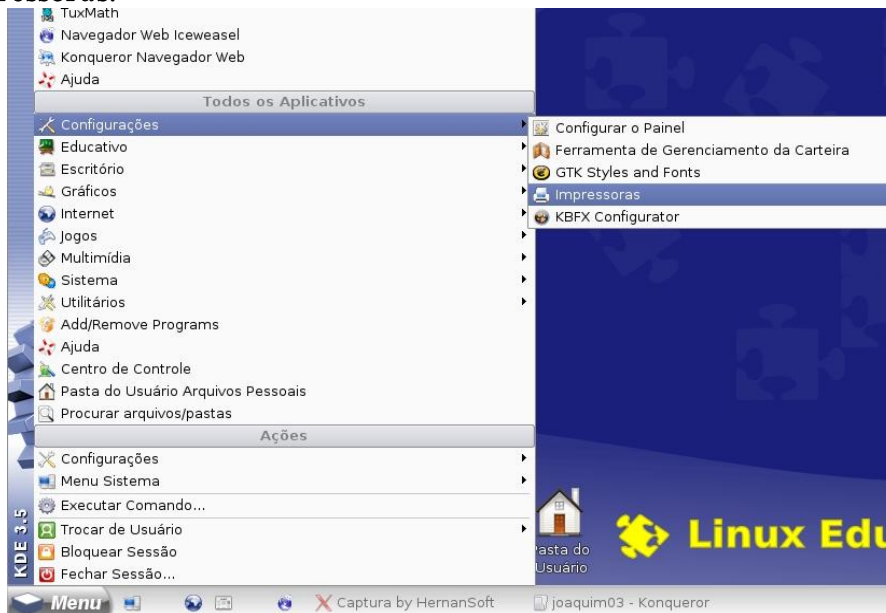 TuxMath
Navegador Web Iceweasel
Konqueror Navegador Web
Ajuda
Todos os Aplicativos
Configurações
Educativo
Escritório
Gráficos
Internet
Jogos
Multimídia
Sistema
Utilitários
Add/Remove Programs
Ajuda
Centro de Controle
Pasta do Usuário Arquivos Pessoais
Procurar arquivos/pastas
Ações
Configurações
Menu Sistema
Executar Comando...
Trocar de Usuário
Bloquear Sessão
Fechar Sessão...
KDE 3.5
Configurar o Painel
Ferramenta de Gerenciamento da Carteira
GTK Styles and Fonts
Impressoras
KBFX Configurator
Pasta do
Usuário
Linux Edu
Menu
Captura by HernanSoft
joaquim03 - Konqueror